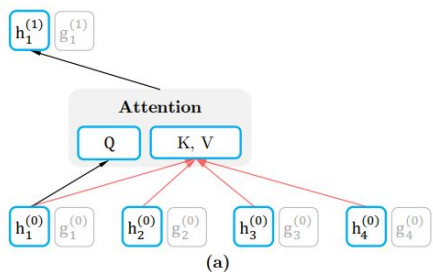 h₁⁽¹⁾ g₁⁽¹⁾
Attention
Q K, V
h₁⁽⁰⁾ g₁⁽⁰⁾ h₂⁽⁰⁾ g₂⁽⁰⁾ h₃⁽⁰⁾ g₃⁽⁰⁾ h₄⁽⁰⁾ g₄⁽⁰⁾
(a)